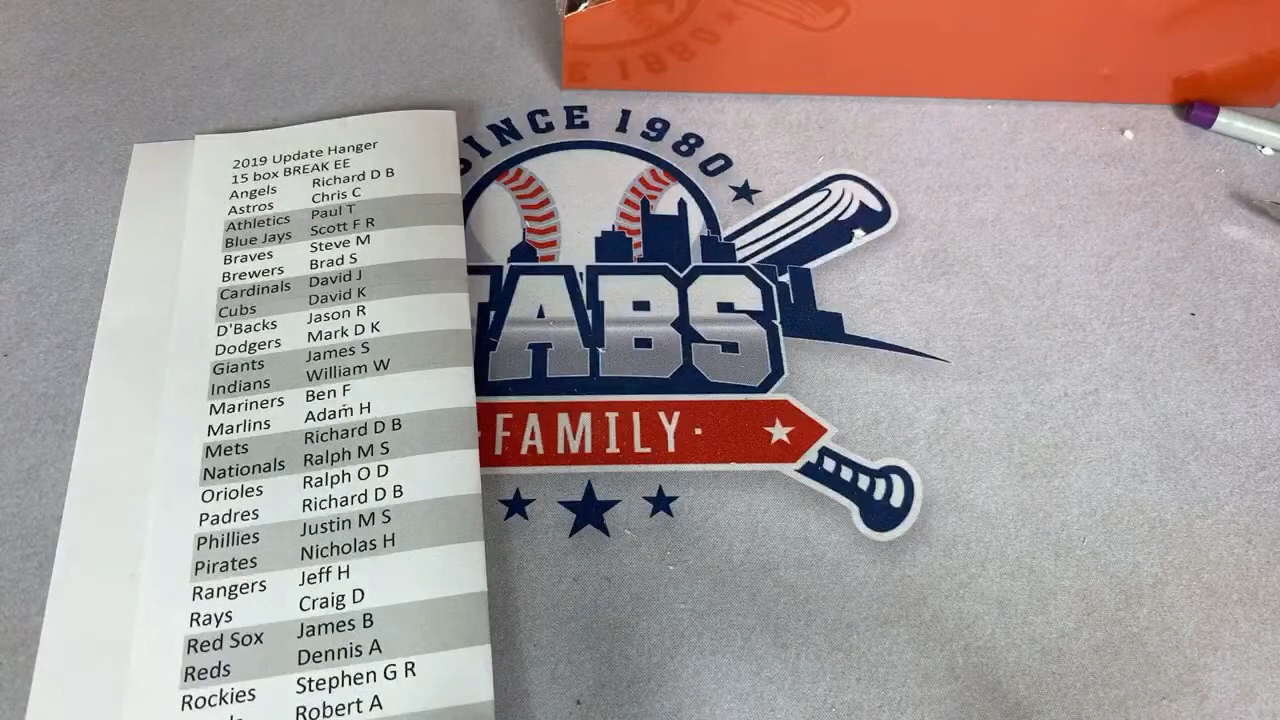 2019 Update Hanger
15 box BREAK EE
Angels Richard D B
Astros Chris C
Athletics Paul T
Blue Jays Scott F R
Braves Steve M
Brewers Brad S
Cardinals David J
Cubs David K
D'Backs Jason R
Dodgers Mark D K
Giants James S
Indians William W
Mariners Ben F
Marlins Adam H
Mets Richard D B
Nationals Ralph M S
Orioles Ralph O D
Padres Richard D B
Phillies Justin M S
Pirates Nicholas H
Rangers Jeff H
Rays Craig D
Red Sox James B
Reds Dennis A
Rockies Stephen G R
Robert A
SINCE 1980
ABS
·FAMILY·
1980